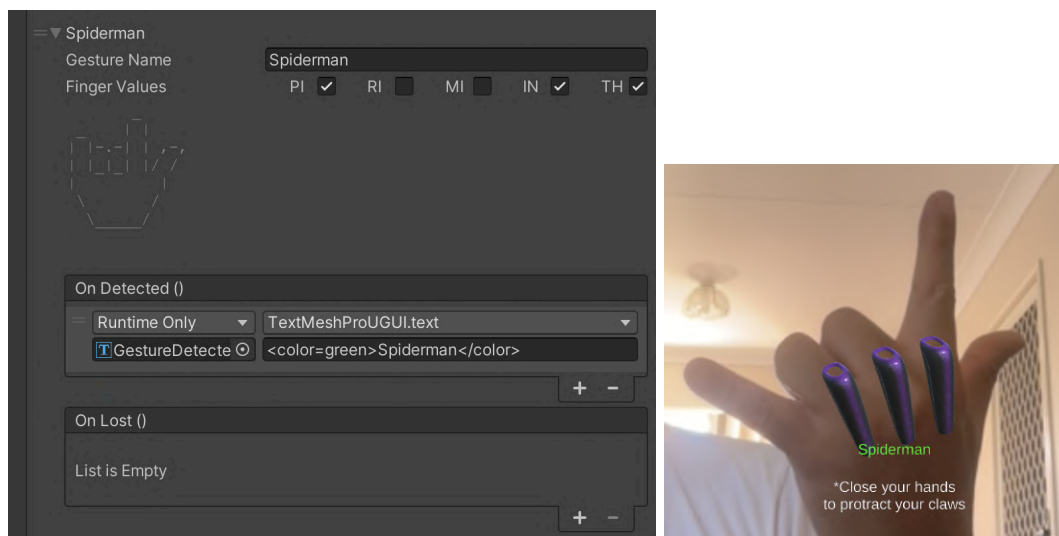 Spiderman
Gesture Name Spiderman
Finger Values PI RI MI IN TH
On Detected ()
Runtime Only TextMeshProUGUI.text
GestureDetecte <color=green>Spiderman</color>
On Lost ()
List is Empty
Spiderman
*Close your hands
to protract your claws